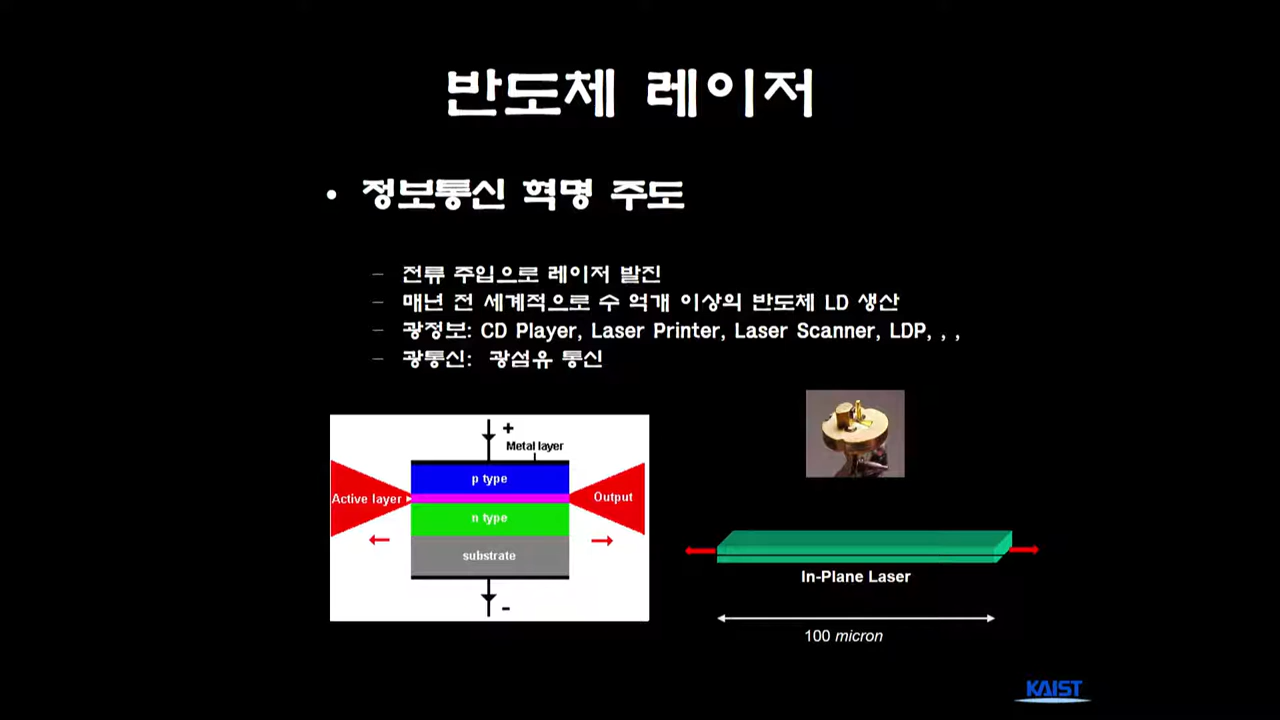 반도체 레이저
• 정보통신 혁명 주도
– 전류 주입으로 레이저 발진
– 매년 전 세계적으로 수 억개 이상의 반도체 LD 생산
– 광정보: CD Player, Laser Printer, Laser Scanner, LDP, , ,
– 광통신: 광섬유 통신
+
Metal layer
p type
Active layer
Output
n type
substrate
-
In-Plane Laser
100 micron
KAIST